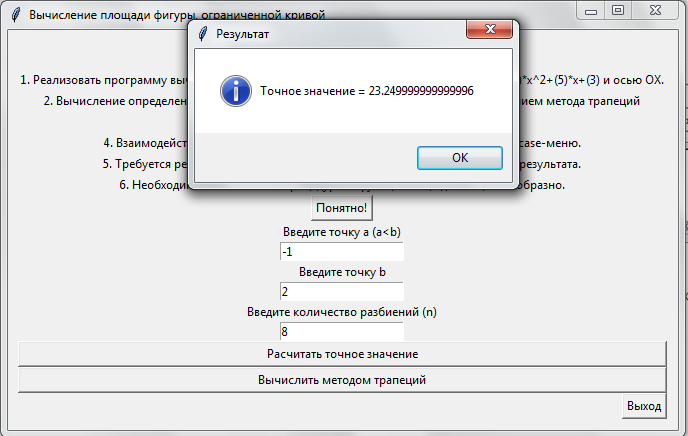 Вычисление площади фигуры, ограниченной кривой
Результат
Точное значение = 23.249999999999996
OK
1. Реализовать программу выч
)*x^2+(5)*x+(3) и осью OX.
2. Вычисление определен
ием метода трапеций
4. Взаимодейст
case-меню.
5. Требуется ре
результата.
6. Необходи
образно.
Понятно!
Введите точку a (a<b)
-1
Введите точку b
2
Введите количество разбиений (n)
8
Расчитать точное значение
Вычислить методом трапеций
Выход